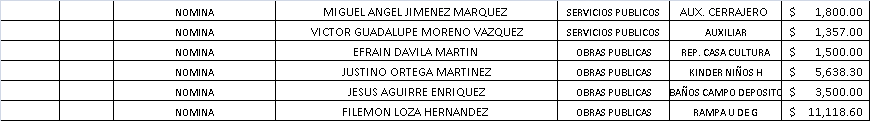 NOMINA MIGUEL ANGEL JIMENEZ MARQUEZ SERVICIOS PUBLICOS AUX. CERRAJERO $ 1,800.00
NOMINA VICTOR GUADALUPE MORENO VAZQUEZ SERVICIOS PUBLICOS AUXILIAR $ 1,357.00
NOMINA EFRAIN DAVILA MARTIN OBRAS PUBLICAS REP. CASA CULTURA $ 1,500.00
NOMINA JUSTINO ORTEGA MARTINEZ OBRAS PUBLICAS KINDER NIÑOS H $ 5,638.30
NOMINA JESUS AGUIRRE ENRIQUEZ OBRAS PUBLICAS BAÑOS CAMPO DEPOSITO $ 3,500.00
NOMINA FILEMON LOZA HERNANDEZ OBRAS PUBLICAS RAMPA U DE G $ 11,118.60